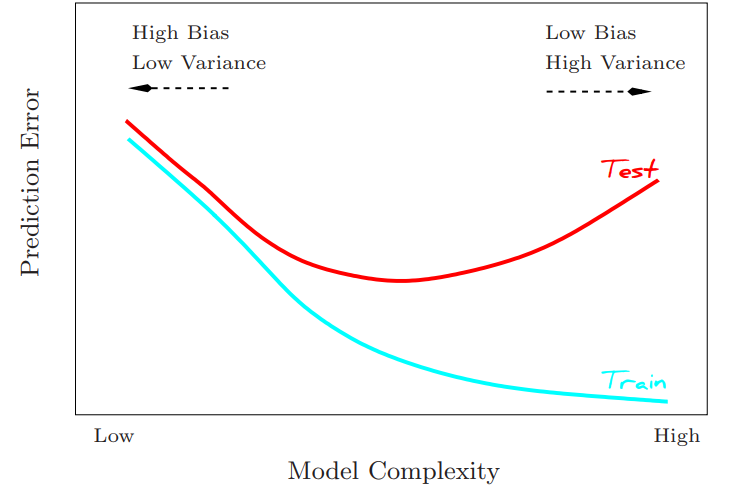 High Bias
Low Variance
Low Bias
High Variance
Prediction Error
Test
Train
Low
High
Model Complexity